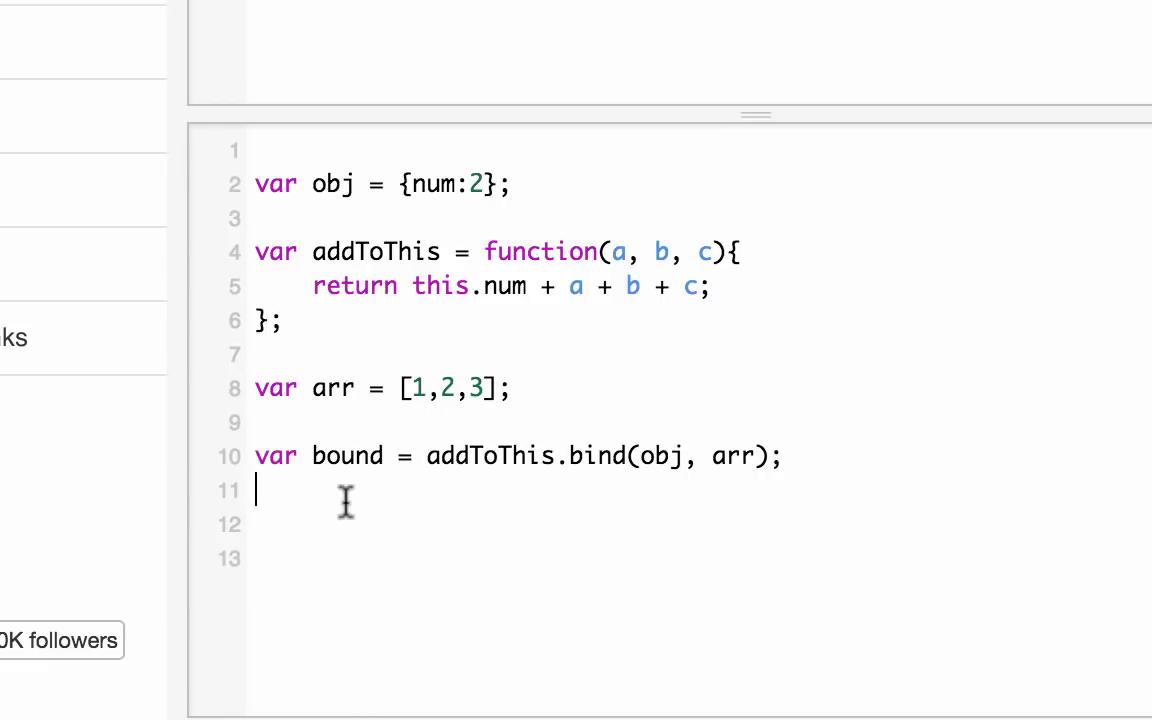 1
2 var obj = {num:2};
3
4 var addToThis = function(a, b, c){
5 return this.num + a + b + c;
6 };
7
8 var arr = [1,2,3];
9
10 var bound = addToThis.bind(obj, arr);
11
12
13
ks
0K followers